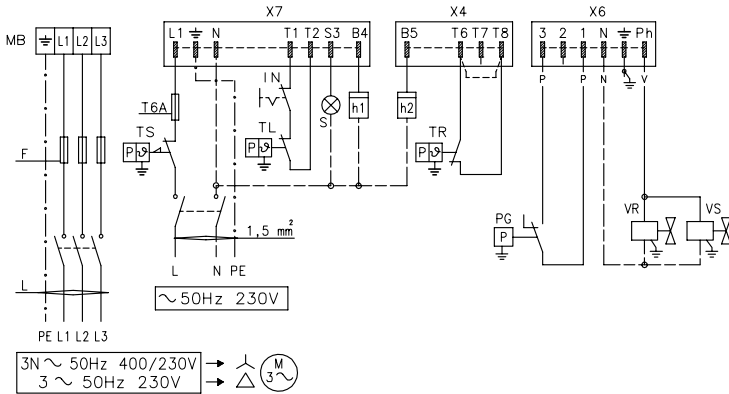 X7 X4 X6
MB L1 L2 L3
L1 N T1 T2 S3 B4 B5 T6 T7 T8 3 2 1 N Ph
P P N V
IN
T6A
h1 h2
S
TS TL TR
P ϑ P ϑ P ϑ
F
PG L
P
VR VS
1,5 mm²
L
L N PE
~ 50Hz 230V
PE L1 L2 L3
3N ~ 50Hz 400/230V
3 ~ 50Hz 230V
M
3~